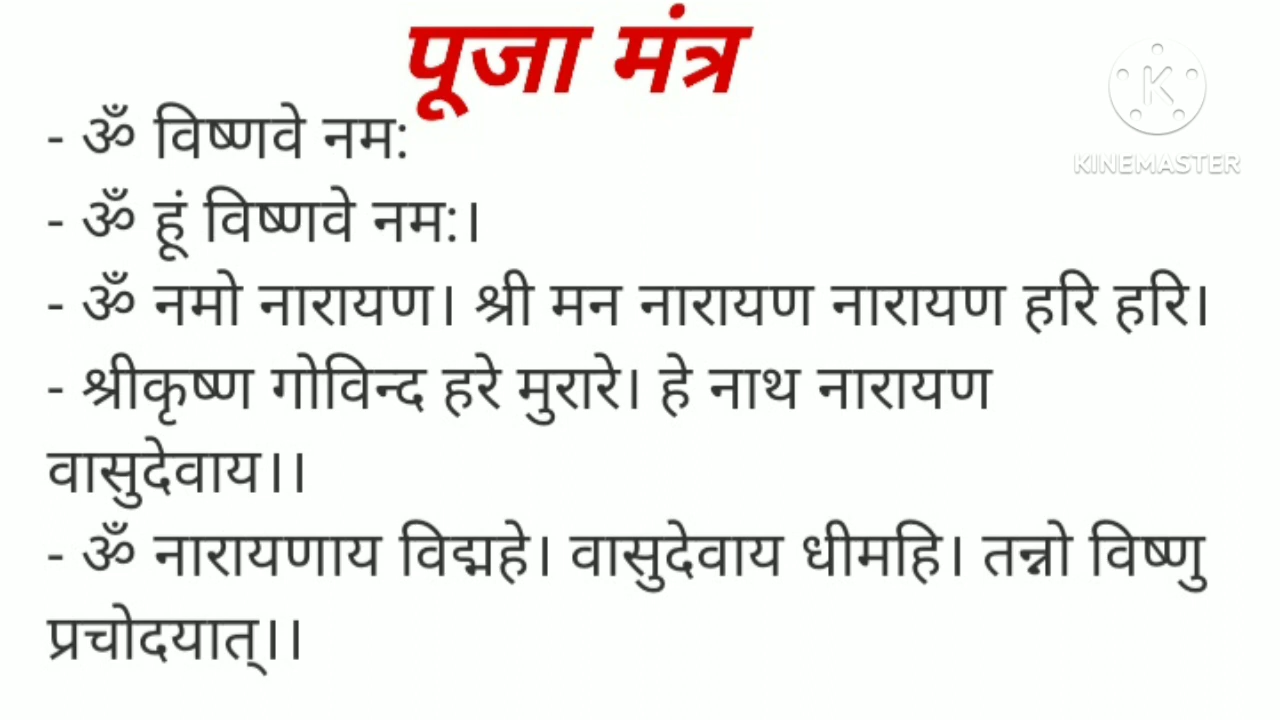 पूजा मंत्र
K
KINEMASTER
- ॐ विष्णवे नम:
- ॐ हूं विष्णवे नम:।
- ॐ नमो नारायण। श्री मन नारायण नारायण हरि हरि।
- श्रीकृष्ण गोविन्द हरे मुरारे। हे नाथ नारायण
वासुदेवाय।।
- ॐ नारायणाय विद्महे। वासुदेवाय धीमहि। तन्नो विष्णु
प्रचोदयात्।।